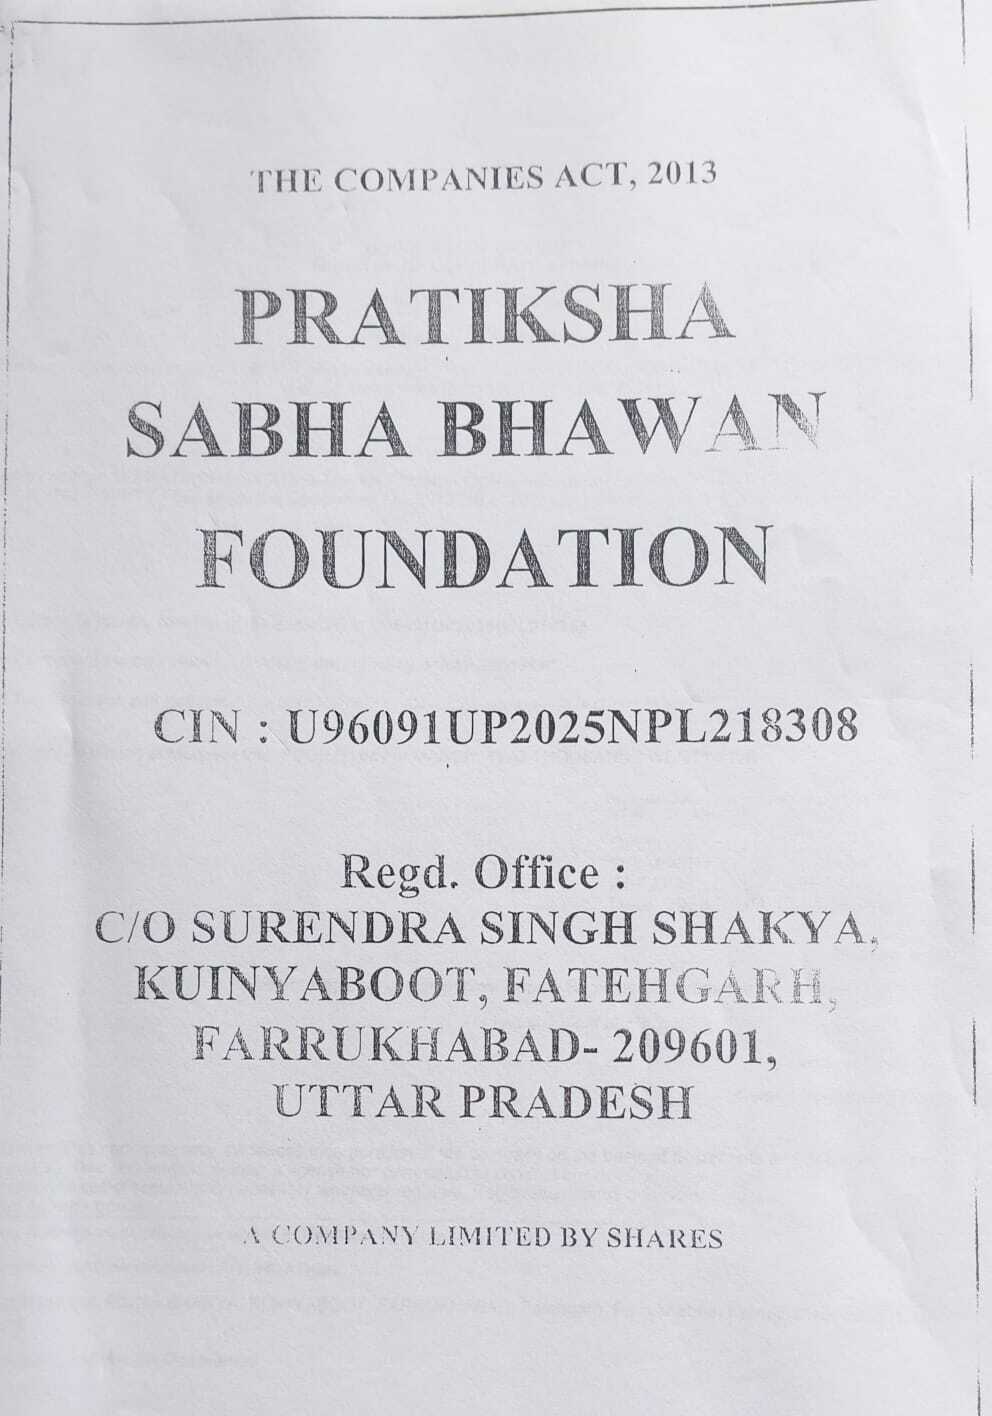 THE COMPANIES ACT, 2013
PRATIKSHA
SABHA BHAWAN
FOUNDATION
CIN : U96091UP2025NPL218308
Regd. Office :
C/O SURENDRA SINGH SHAKYA,
KUINYABOOT, FATEHGARH,
FARRUKHABAD- 209601,
UTTAR PRADESH
A COMPANY LIMITED BY SHARES